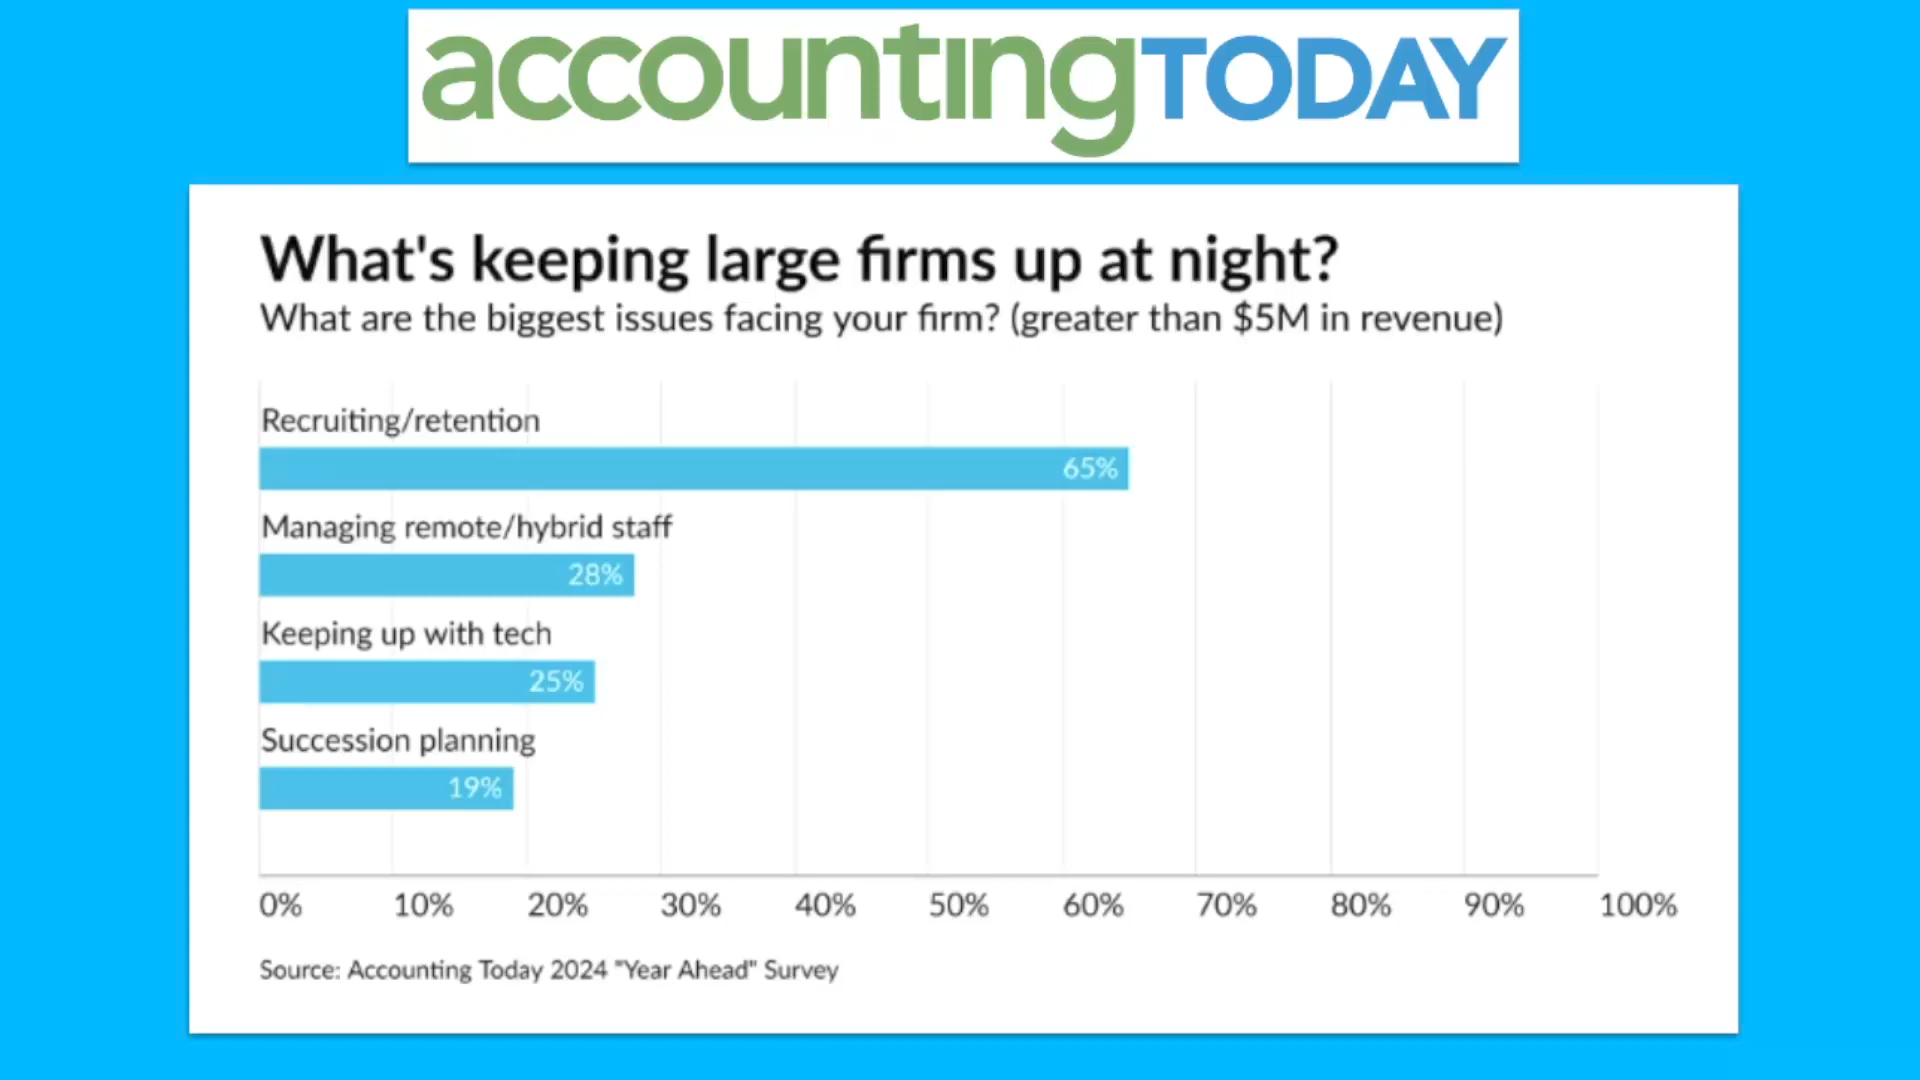 accountingTODAY
What's keeping large firms up at night?
What are the biggest issues facing your firm? (greater than $5M in revenue)
Recruiting/retention
65%
Managing remote/hybrid staff
28%
Keeping up with tech
25%
Succession planning
19%
0% 10% 20% 30% 40% 50% 60% 70% 80% 90% 100%
Source: Accounting Today 2024 "Year Ahead" Survey